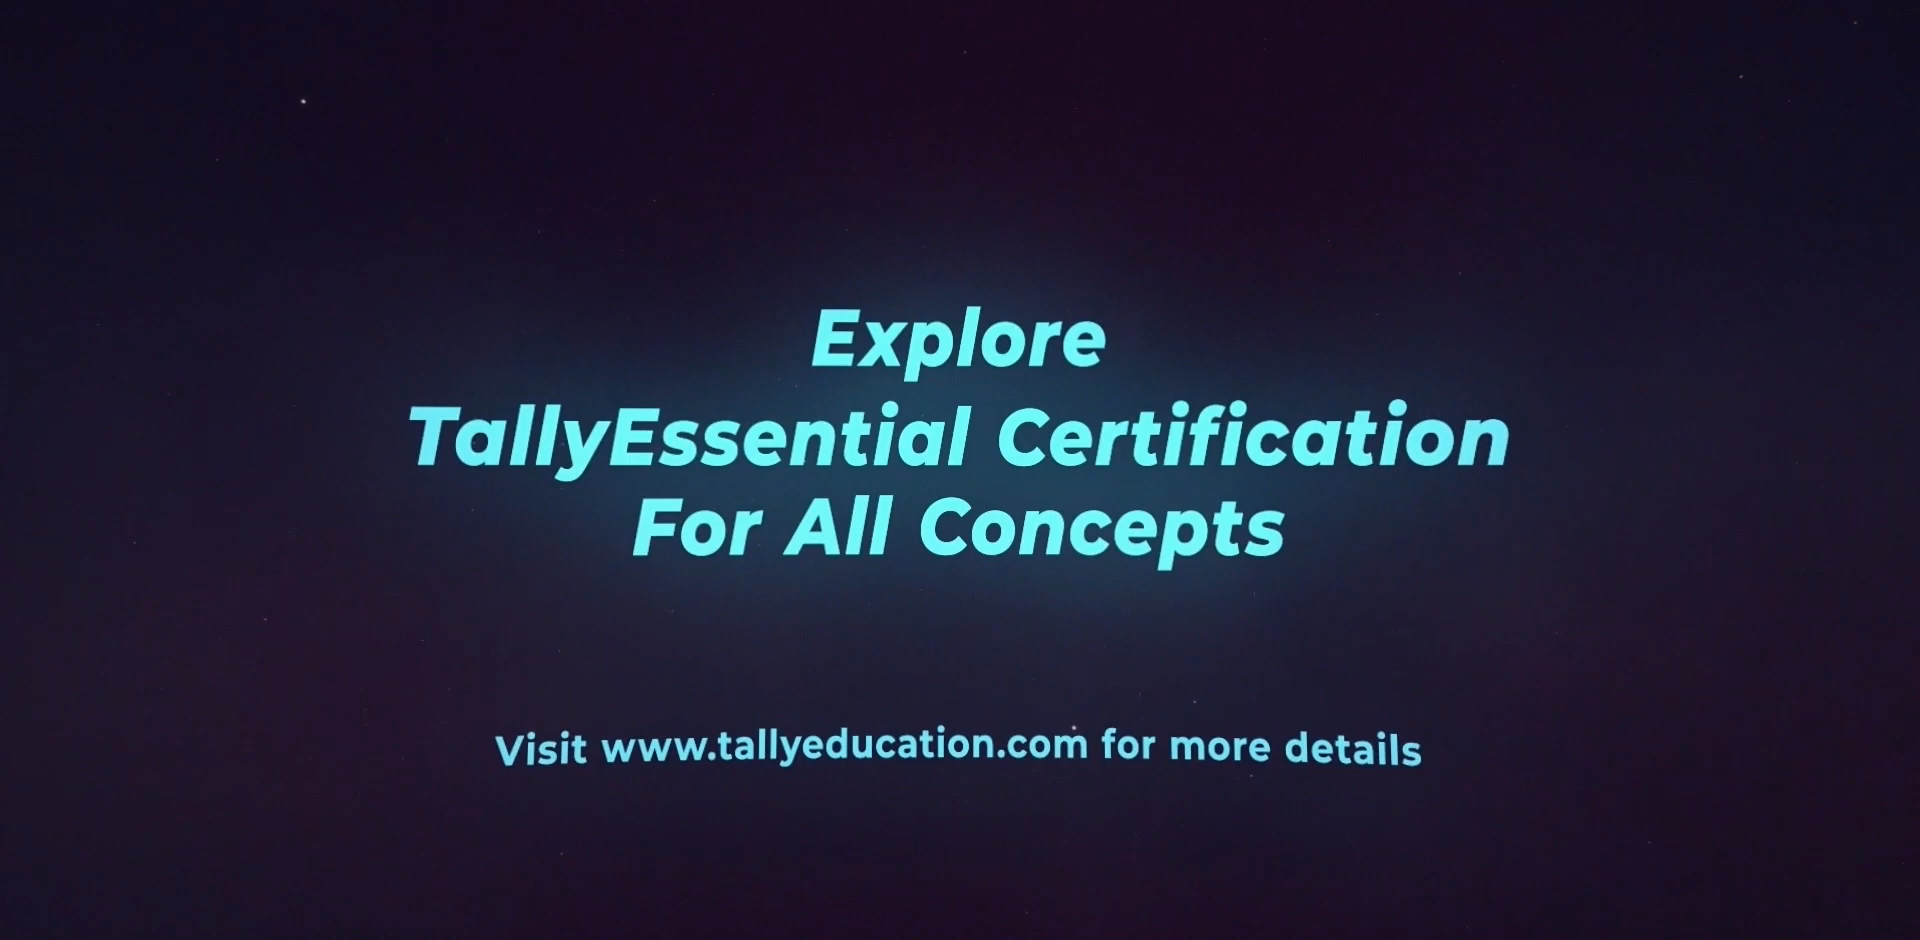 Explore
TallyEssential Certification
For All Concepts
Visit www.tallyeducation.com for more details